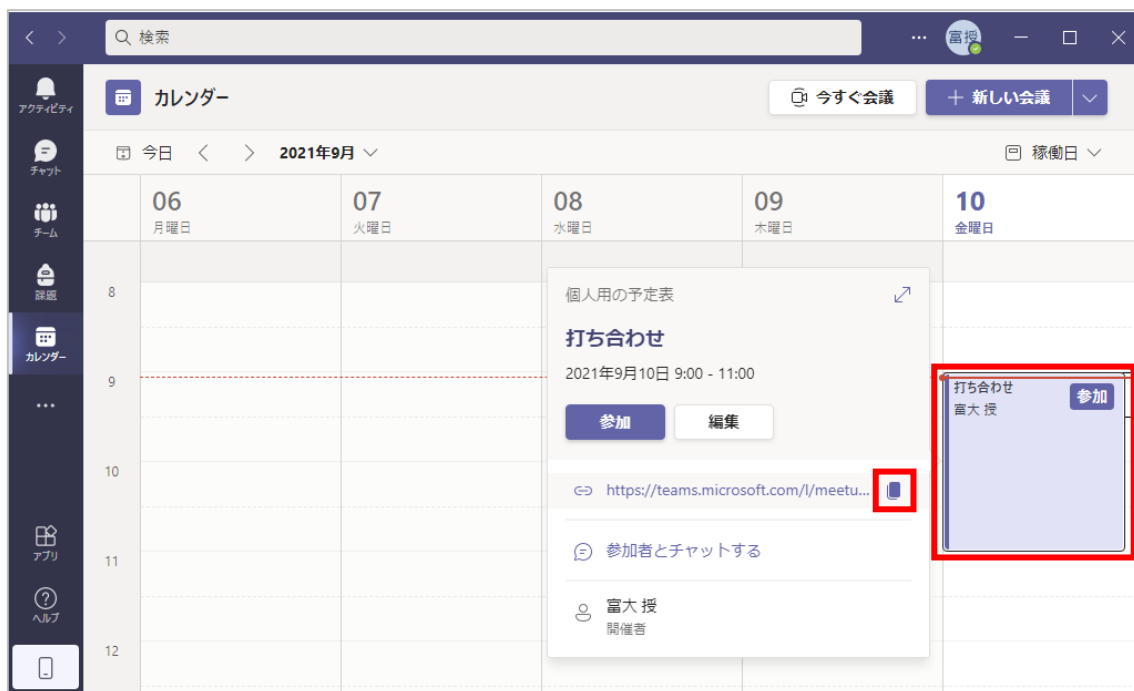 検索
富授
アクティビティ
カレンダー
今すぐ会議
新しい会議
チャット
今日
2021年9月
稼働日
チーム
06
月曜日
07
火曜日
08
水曜日
09
木曜日
10
金曜日
課題
カレンダー
8
9
10
11
12
個人用の予定表
打ち合わせ
2021年9月10日 9:00 - 11:00
参加
編集
https://teams.microsoft.com/l/meetu...
参加者とチャットする
富大 授
開催者
打ち合わせ
富大 授
参加
アプリ
ヘルプ